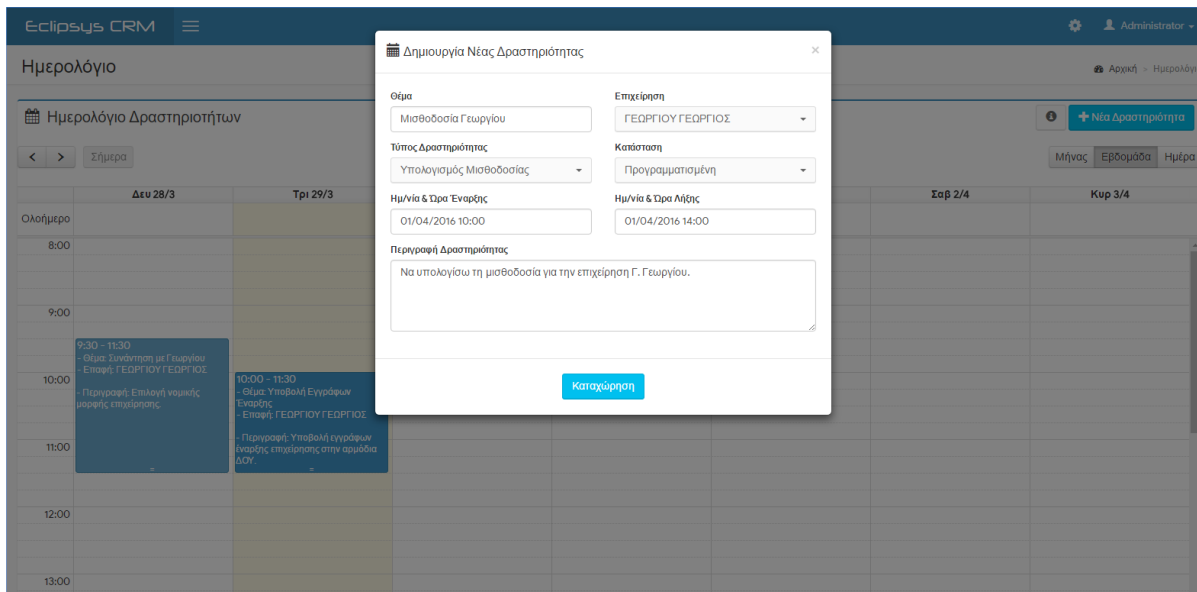 Eclipsys CRM
Administrator
Ημερολόγιο
Αρχική > Ημερολόγι
Ημερολόγιο Δραστηριοτήτων
Νέα Δραστηριότητα
Σήμερα
Μήνας Εβδομάδα Ημέρα
Δευ 28/3 Τρι 29/3 Σαβ 2/4 Κυρ 3/4
Ολοήμερο
8:00
9:00
10:00
11:00
12:00
13:00
9:30 - 11:30
- Θέμα: Συνάντηση με Γεωργίου
- Επαφή: ΓΕΩΡΓΙΟΥ ΓΕΩΡΓΙΟΣ
- Περιγραφή: Επιλογή νομικής
μορφής επιχείρησης.
10:00 - 11:30
- Θέμα: Υποβολή Εγγράφων
Έναρξης
- Επαφή: ΓΕΩΡΓΙΟΥ ΓΕΩΡΓΙΟΣ
- Περιγραφή: Υποβολή εγγράφων
έναρξης επιχείρησης στην αρμόδια
ΔΟΥ.
Δημιουργία Νέας Δραστηριότητας
×
Θέμα
Μισθοδοσία Γεωργίου
Επιχείρηση
ΓΕΩΡΓΙΟΥ ΓΕΩΡΓΙΟΣ
Τύπος Δραστηριότητας
Υπολογισμός Μισθοδοσίας
Κατάσταση
Προγραμματισμένη
Ημ/νία & Ώρα Έναρξης
01/04/2016 10:00
Ημ/νία & Ώρα Λήξης
01/04/2016 14:00
Περιγραφή Δραστηριότητας
Να υπολογίσω τη μισθοδοσία για την επιχείρηση Γ. Γεωργίου.
Καταχώρηση